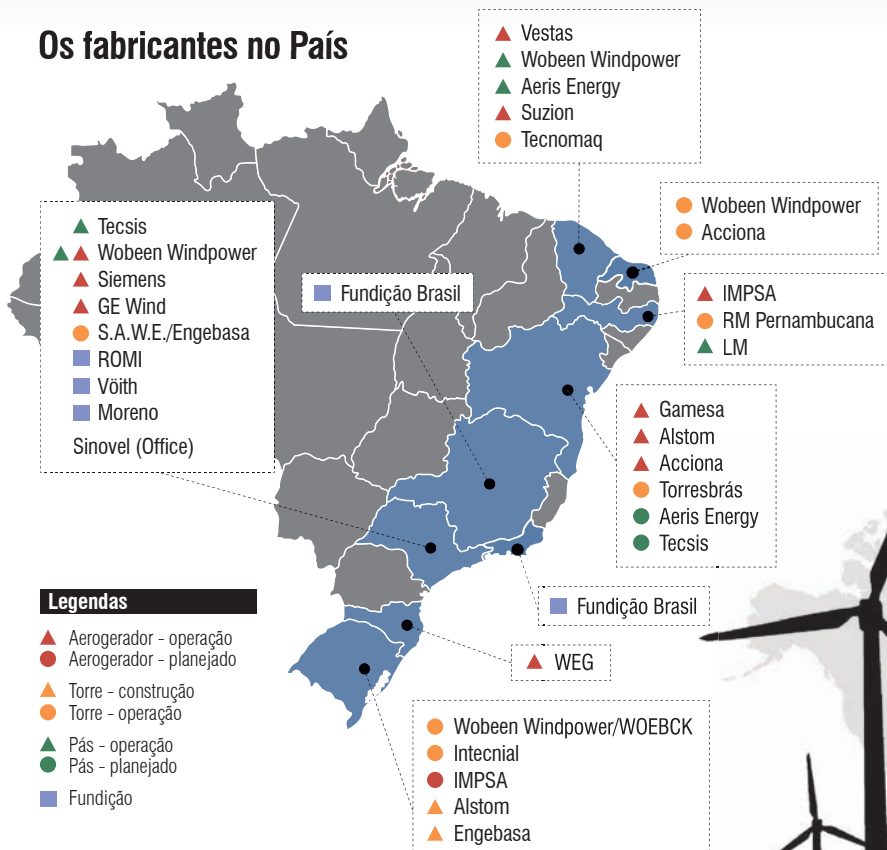 Os fabricantes no País
Vestas
Wobeen Windpower
Aeris Energy
Suzion
Tecnomaq
Wobeen Windpower
Acciona
IMPSA
RM Pernambucana
LM
Tecsis
Wobeen Windpower
Siemens
GE Wind
S.A.W.E./Engebasa
ROMI
Vöith
Moreno
Sinovel (Office)
Fundição Brasil
Gamesa
Alstom
Acciona
Torresbrás
Aeris Energy
Tecsis
Fundição Brasil
WEG
Wobeen Windpower/WOEBCK
Intecnial
IMPSA
Alstom
Engebasa
Legendas
Aerogerador - operação
Aerogerador - planejado
Torre - construção
Torre - operação
Pás - operação
Pás - planejado
Fundição